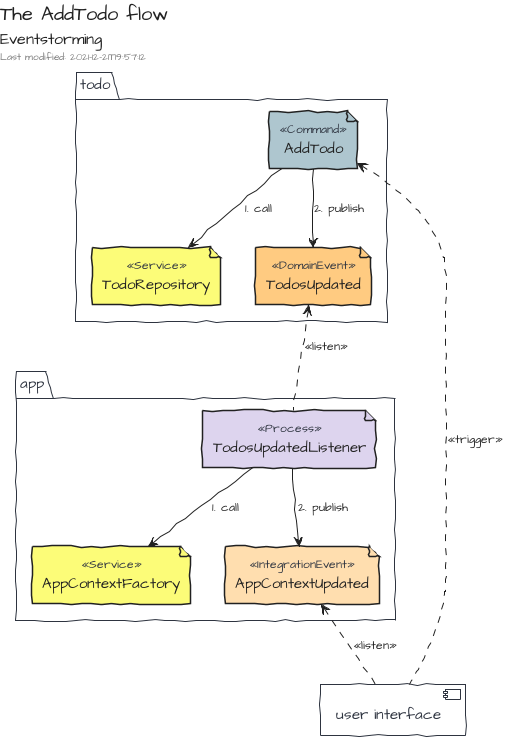 The AddTodo flow
Eventstorming
Last modified: 2021-12-21T19:57:12
todo
«Command»
AddTodo
1. call
2. publish
«Service»
TodoRepository
«DomainEvent»
TodosUpdated
«listen»
app
«Process»
TodosUpdatedListener
«trigger»
1. call
2. publish
«Service»
AppContextFactory
«IntegrationEvent»
AppContextUpdated
«listen»
user interface